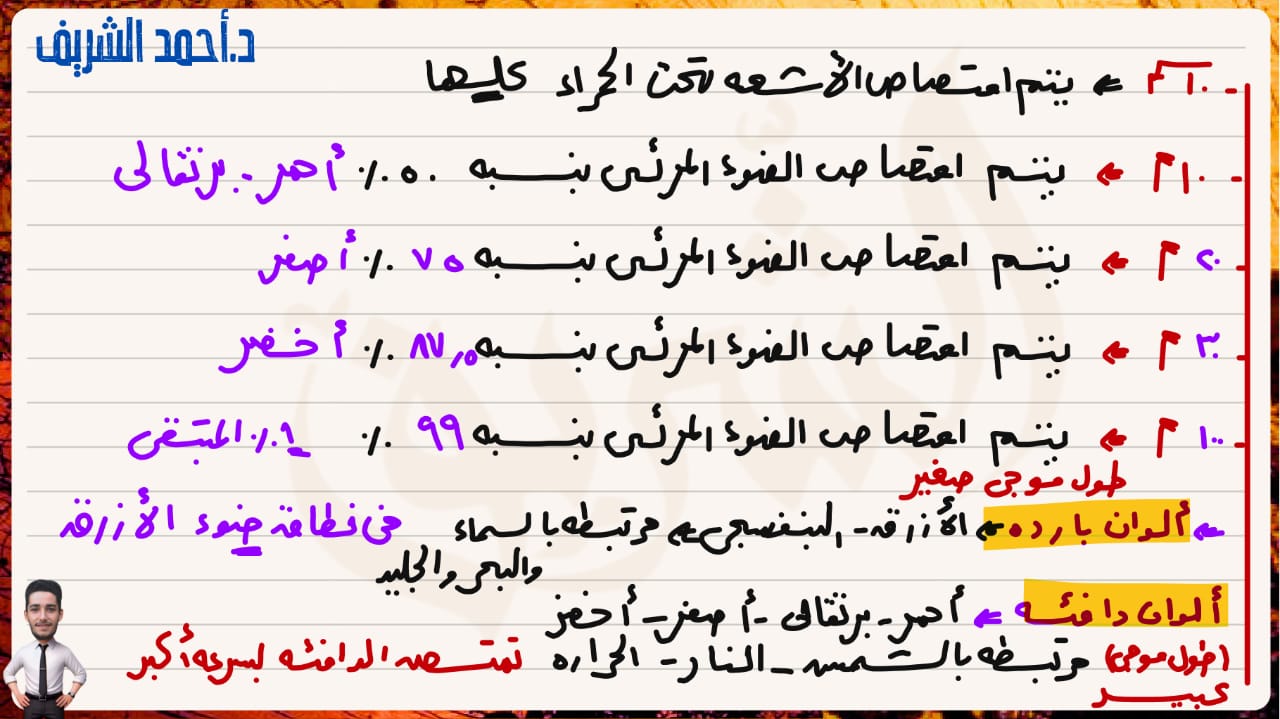 د.أحمد الشريف
- ١٠سم ← يتم امتصاص الأشعه تحت الحمراء كليها
- ١٠م ← يتم امتصاص الضوء المرئى بنسبه ٥٠٪ أحمر - برتقالى
- ٢٠م ← يتم امتصاص الضوء المرئى بنسبه ٧٥٪ أصفر
- ٣٠م ← يتم امتصاص الضوء المرئى بنسبه ٨٧,٥٪ أخضر
- ١٠٠م ← يتم امتصاص الضوء المرئى بنسبه ٩٩٪ ١٪ المتبقى
طول موجى صغير
← ألوان بارده ← الأزرق - البنفسجى ← مرتبطه بالسماء فى نطاق ضوء الأزرق
والبحر والجليد
ألوان دافئه ← أحمر - برتقالى - أصفر - أخضر
(طول موجى) مرتبطه بالشمس - النار - الحراره تمتص الدافئه بسرعه أكبر
كبير